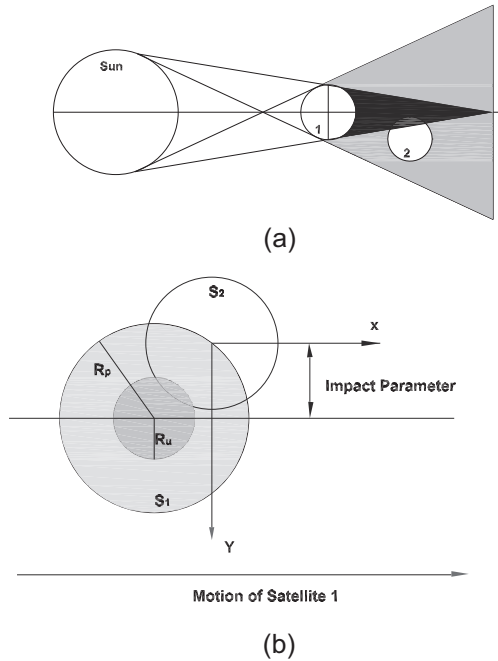 Sun
1
2
(a)
S2
x
Rp
Impact Parameter
Ru
S1
Y
Motion of Satellite 1
(b)